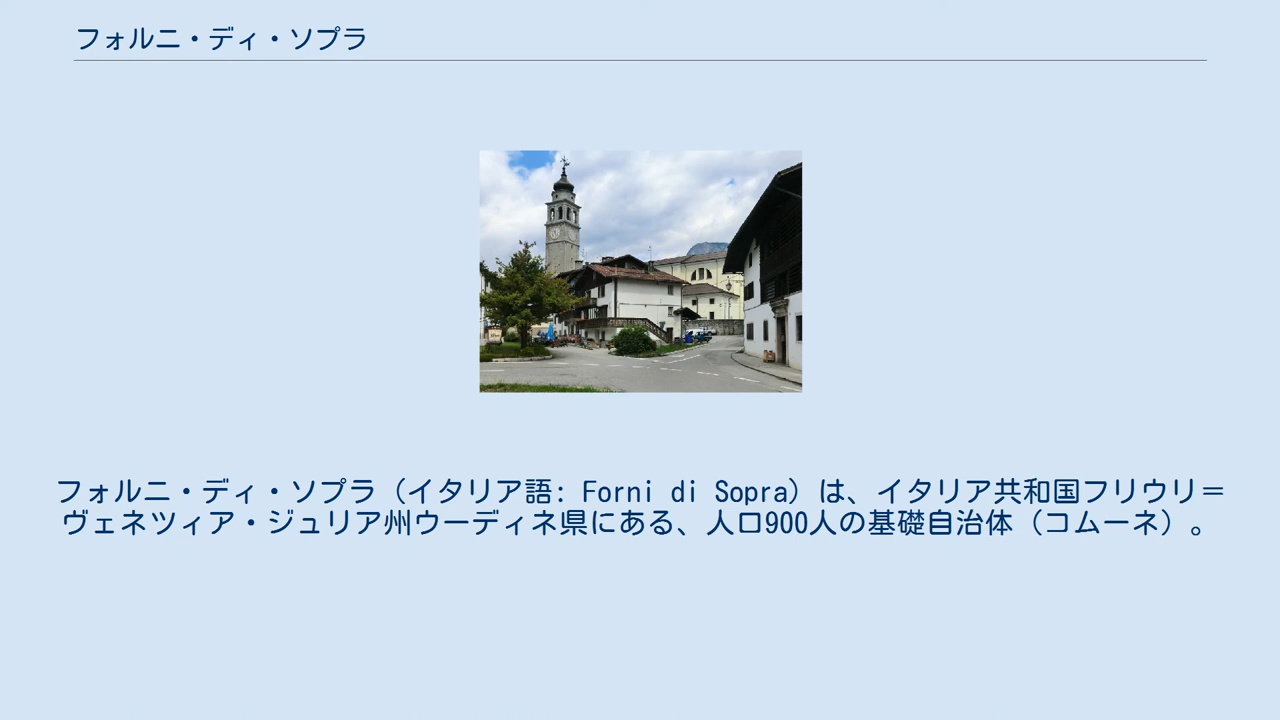 フォルニ・ディ・ソプラ
フォルニ・ディ・ソプラ（イタリア語: Forni di Sopra）は、イタリア共和国フリウリ＝
ヴェネツィア・ジュリア州ウーディネ県にある、人口900人の基礎自治体（コムーネ）。